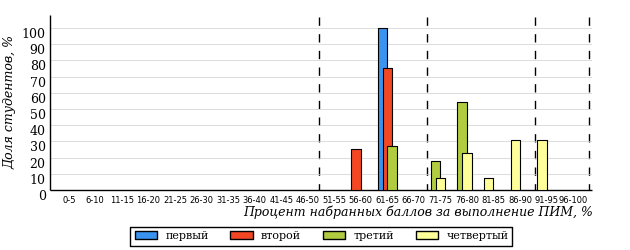 Доля студентов, %
100
90
80
70
60
50
40
30
20
10
0
0-5 6-10 11-15 16-20 21-25 26-30 31-35 36-40 41-45 46-50 51-55 56-60 61-65 66-70 71-75 76-80 81-85 86-90 91-95 96-100
Процент набранных баллов за выполнение ПИМ, %
первый второй третий четвертый